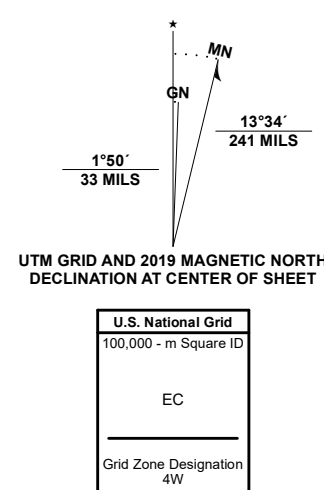 MN
GN
13°34´
241 MILS
1°50´
33 MILS
UTM GRID AND 2019 MAGNETIC NORTH
DECLINATION AT CENTER OF SHEET
U.S. National Grid
100,000 - m Square ID
EC
Grid Zone Designation
4W